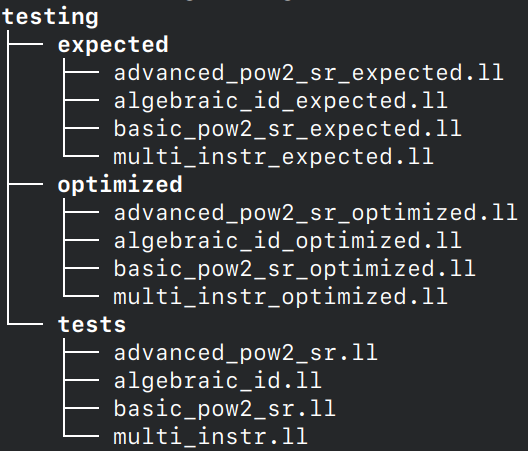 testing
expected
advanced_pow2_sr_expected.ll
algebraic_id_expected.ll
basic_pow2_sr_expected.ll
multi_instr_expected.ll
optimized
advanced_pow2_sr_optimized.ll
algebraic_id_optimized.ll
basic_pow2_sr_optimized.ll
multi_instr_optimized.ll
tests
advanced_pow2_sr.ll
algebraic_id.ll
basic_pow2_sr.ll
multi_instr.ll